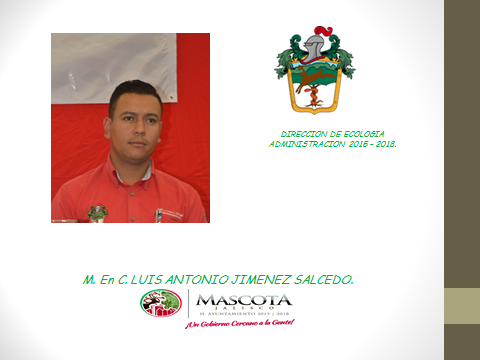 DIRECCION DE ECOLOGIA
ADMINISTRACION 2015 – 2018.
M. En C. LUIS ANTONIO JIMENEZ SALCEDO.
MASCOTA
JALISCO
H. AYUNTAMIENTO 2015 | 2018
¡Un Gobierno Cercano a la Gente!